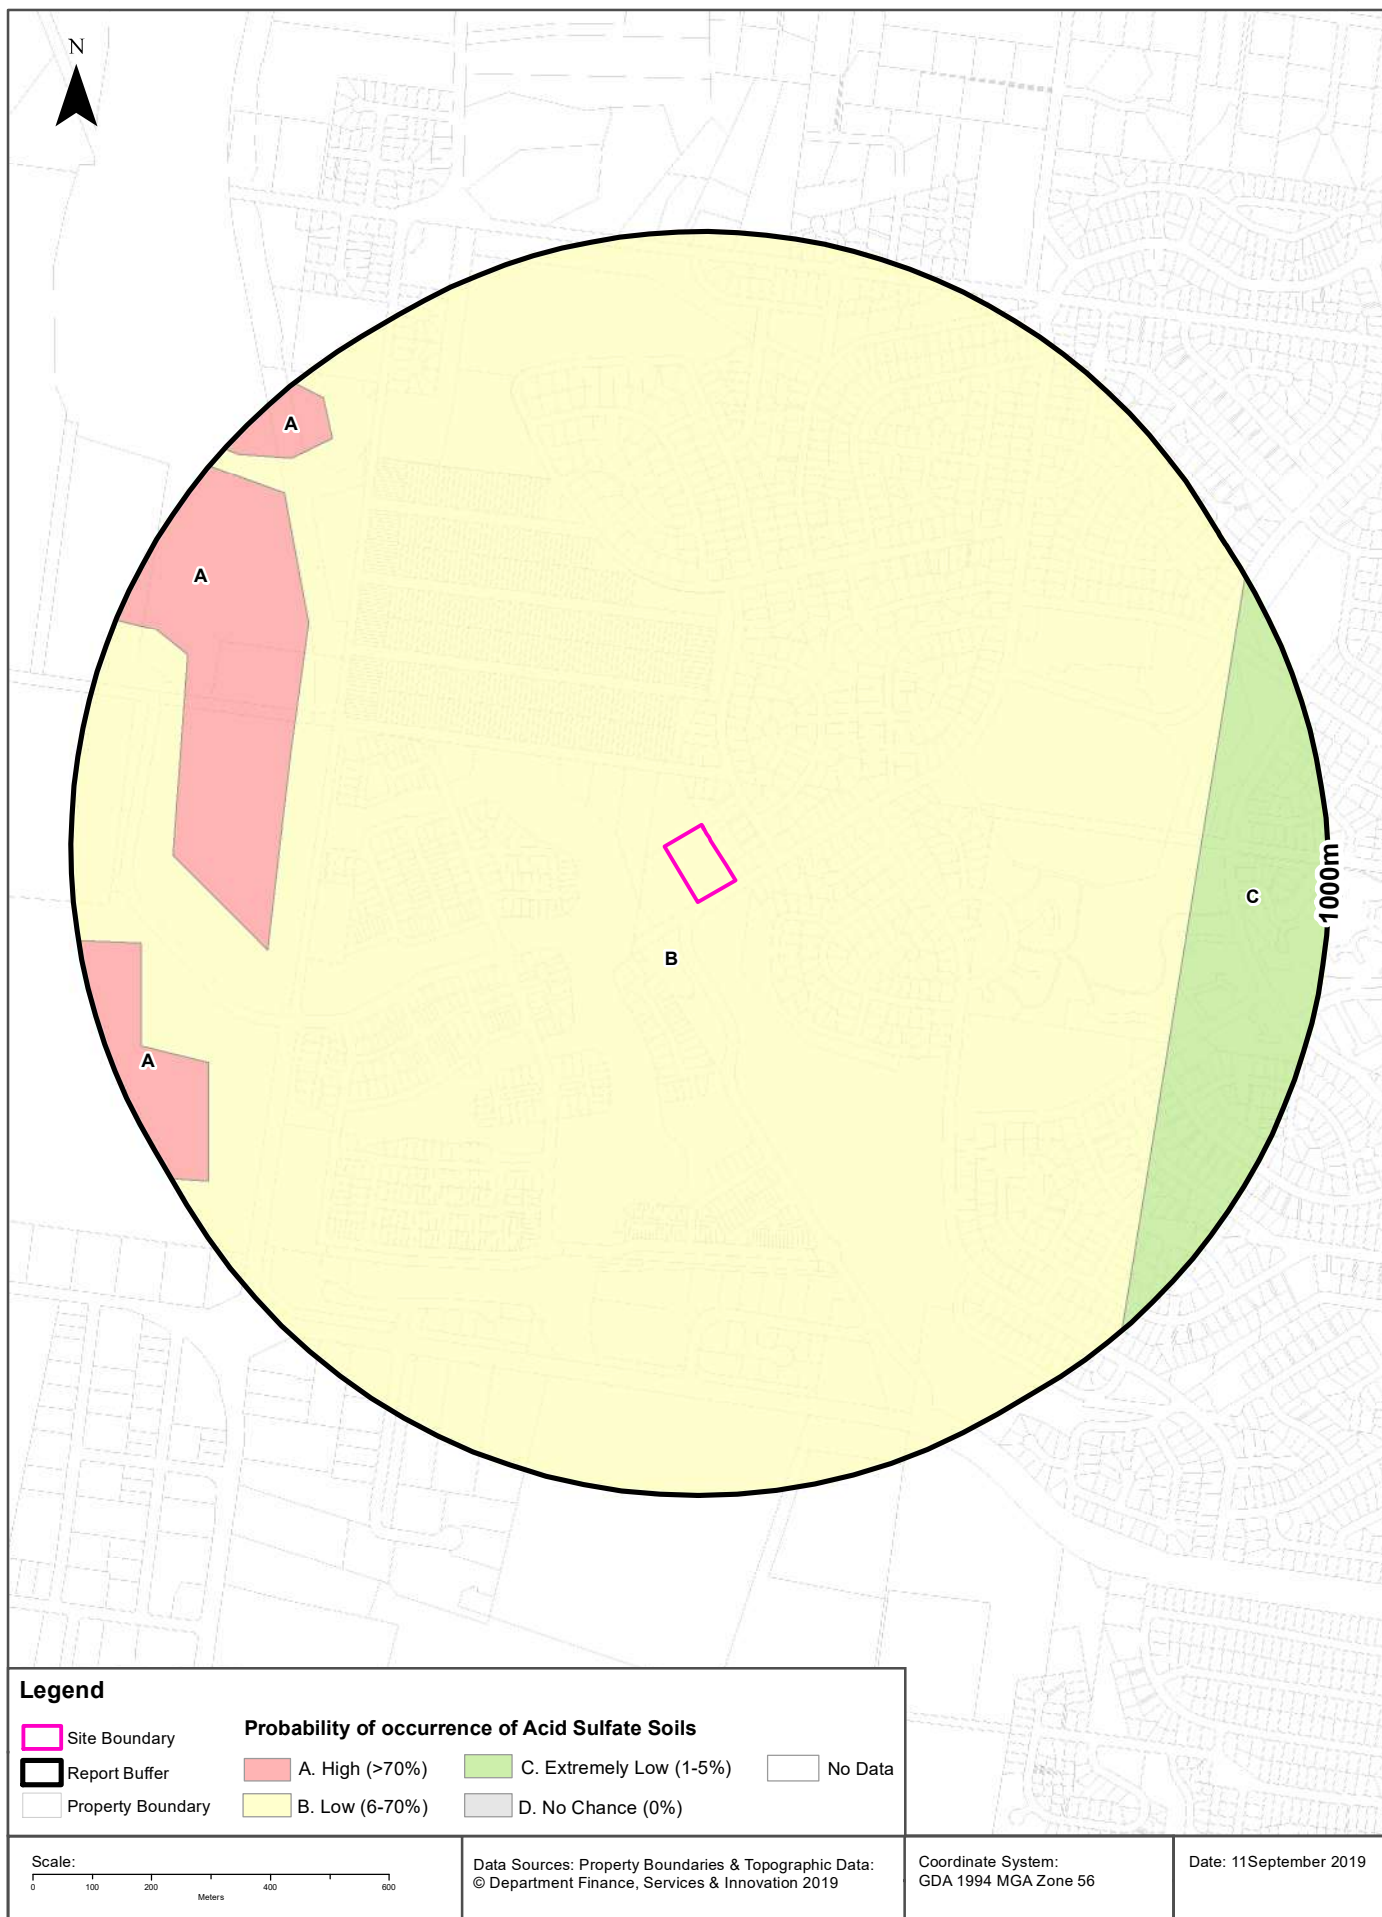 N
A
A
1000m
C
B
A
Legend
Site Boundary
Report Buffer
Property Boundary
Probability of occurrence of Acid Sulfate Soils
A. High (>70%)
C. Extremely Low (1-5%)
No Data
B. Low (6-70%)
D. No Chance (0%)
Scale:
0 100 200 400 600
Meters
Data Sources: Property Boundaries & Topographic Data:
© Department Finance, Services & Innovation 2019
Coordinate System:
GDA 1994 MGA Zone 56
Date: 11September 2019